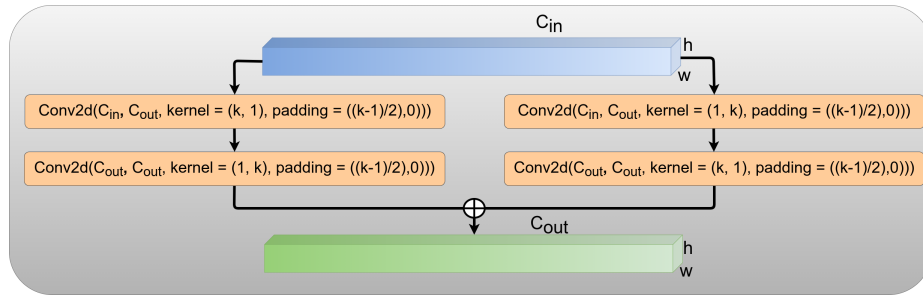 C_in
h
w
Conv2d(C_in, C_out, kernel = (k, 1), padding = ((k-1)/2),0)))
Conv2d(C_in, C_out, kernel = (1, k), padding = ((k-1)/2),0)))
Conv2d(C_out, C_out, kernel = (1, k), padding = ((k-1)/2),0)))
Conv2d(C_out, C_out, kernel = (k, 1), padding = ((k-1)/2),0)))
C_out
h
w